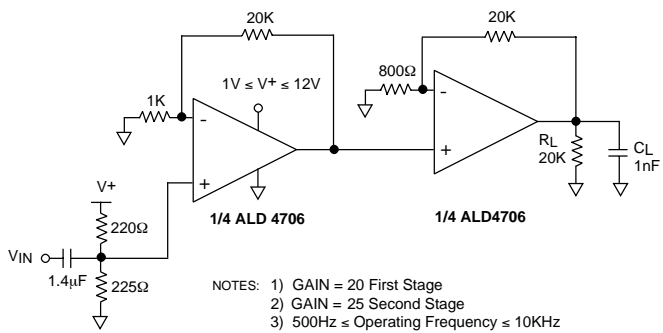 20K
20K
1V ≤ V+ ≤ 12V
800Ω
1K
-
-
+
+
RL
20K
CL
1nF
V+
1/4 ALD 4706
1/4 ALD4706
220Ω
VIN
1.4µF
225Ω
NOTES: 1) GAIN = 20 First Stage
2) GAIN = 25 Second Stage
3) 500Hz ≤ Operating Frequency ≤ 10KHz